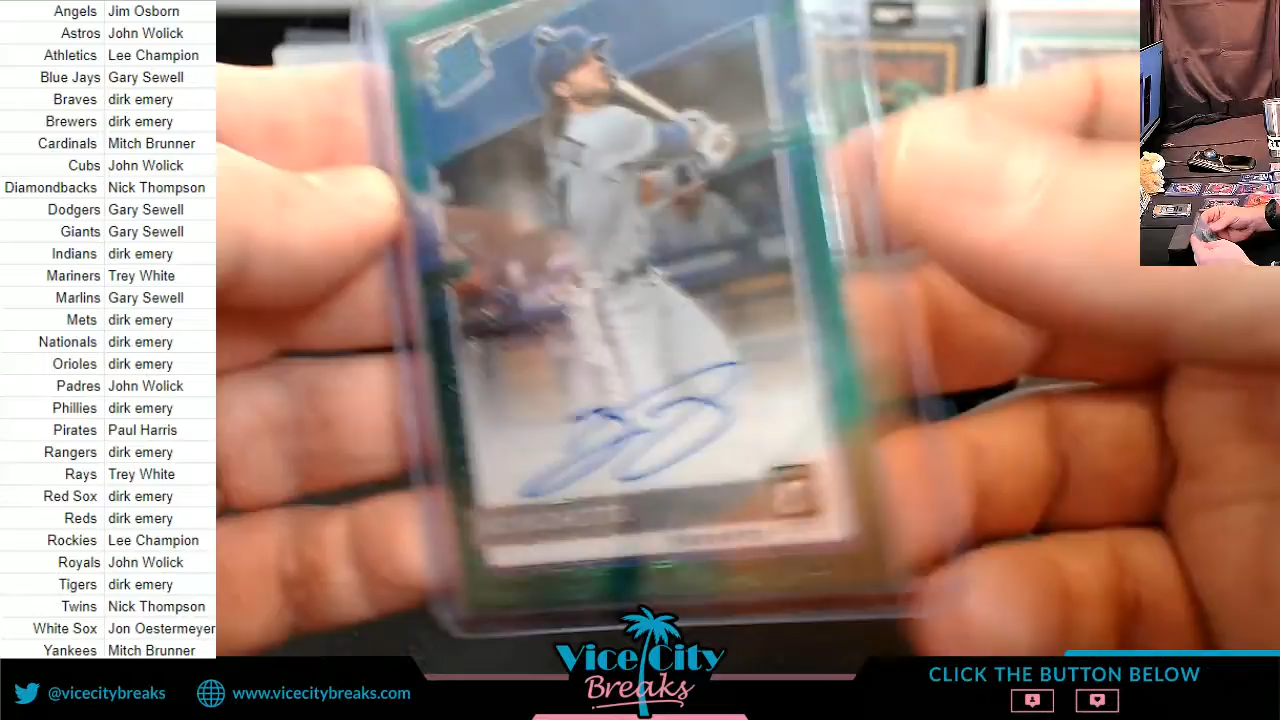 Angels Jim Osborn
Astros John Wolick
Athletics Lee Champion
Blue Jays Gary Sewell
Braves dirk emery
Brewers dirk emery
Cardinals Mitch Brunner
Cubs John Wolick
Diamondbacks Nick Thompson
Dodgers Gary Sewell
Giants Gary Sewell
Indians dirk emery
Mariners Trey White
Marlins Gary Sewell
Mets dirk emery
Nationals dirk emery
Orioles dirk emery
Padres John Wolick
Phillies dirk emery
Pirates Paul Harris
Rangers dirk emery
Rays Trey White
Red Sox dirk emery
Reds dirk emery
Rockies Lee Champion
Royals John Wolick
Tigers dirk emery
Twins Nick Thompson
White Sox Jon Oestermeyer
Yankees Mitch Brunner
@vicecitybreaks
www.vicecitybreaks.com
Vice City
Breaks
CLICK THE BUTTON BELOW